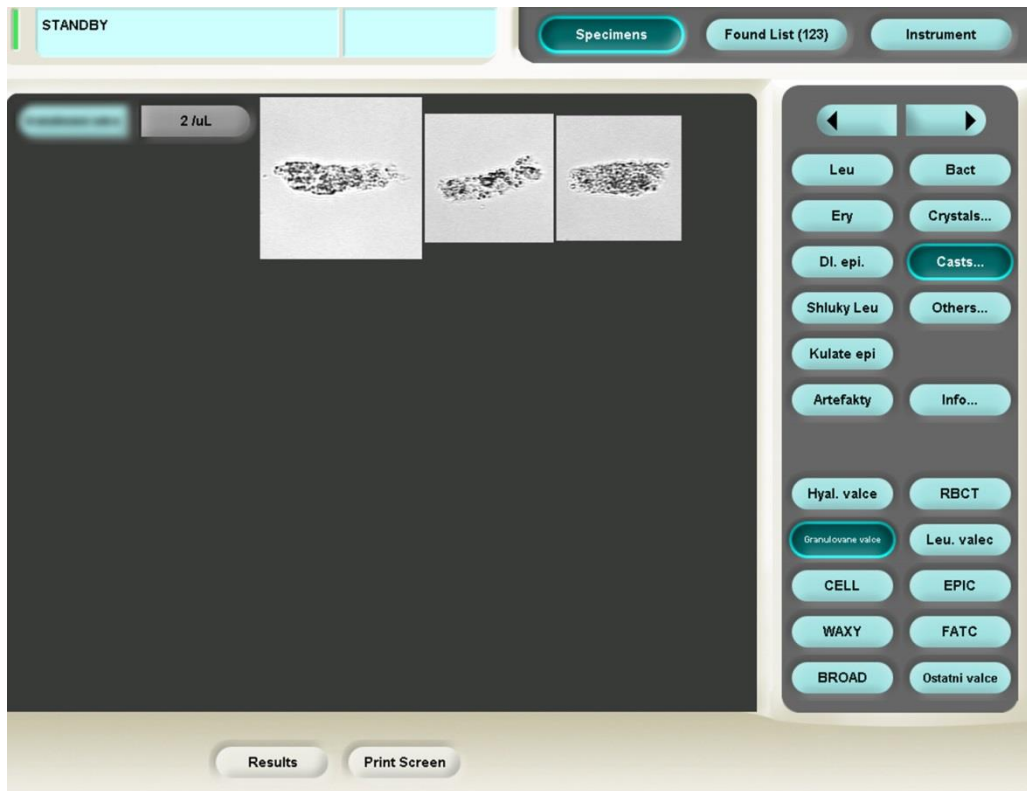 STANDBY
Specimens
Found List (123)
Instrument
2 /uL
Leu
Bact
Ery
Crystals...
Dl. epi.
Casts...
Shluky Leu
Others...
Kulate epi
Artefakty
Info...
Hyal. valce
RBCT
Granulovane valce
Leu. valec
CELL
EPIC
WAXY
FATC
BROAD
Ostatni valce
Results
Print Screen